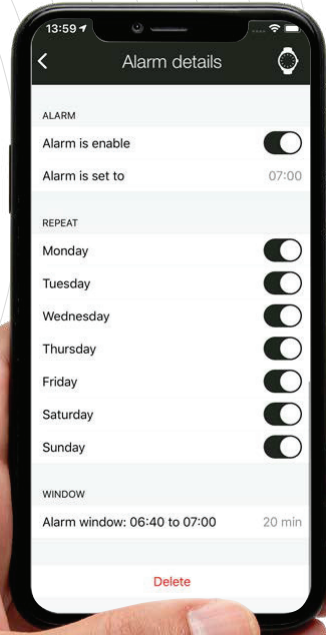 13:59
Alarm details
ALARM
Alarm is enable
Alarm is set to 07:00
REPEAT
Monday
Tuesday
Wednesday
Thursday
Friday
Saturday
Sunday
WINDOW
Alarm window: 06:40 to 07:00 20 min
Delete